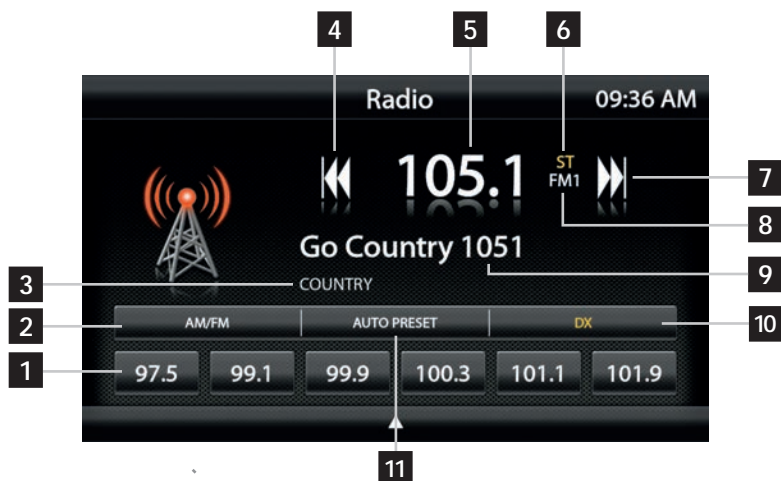 4 5 6
Radio 09:36 AM
105.1 ST
FM1
7
8
Go Country 1051
9
3 COUNTRY
2 AM/FM AUTO PRESET DX 10
1 97.5 99.1 99.9 100.3 101.1 101.9
11